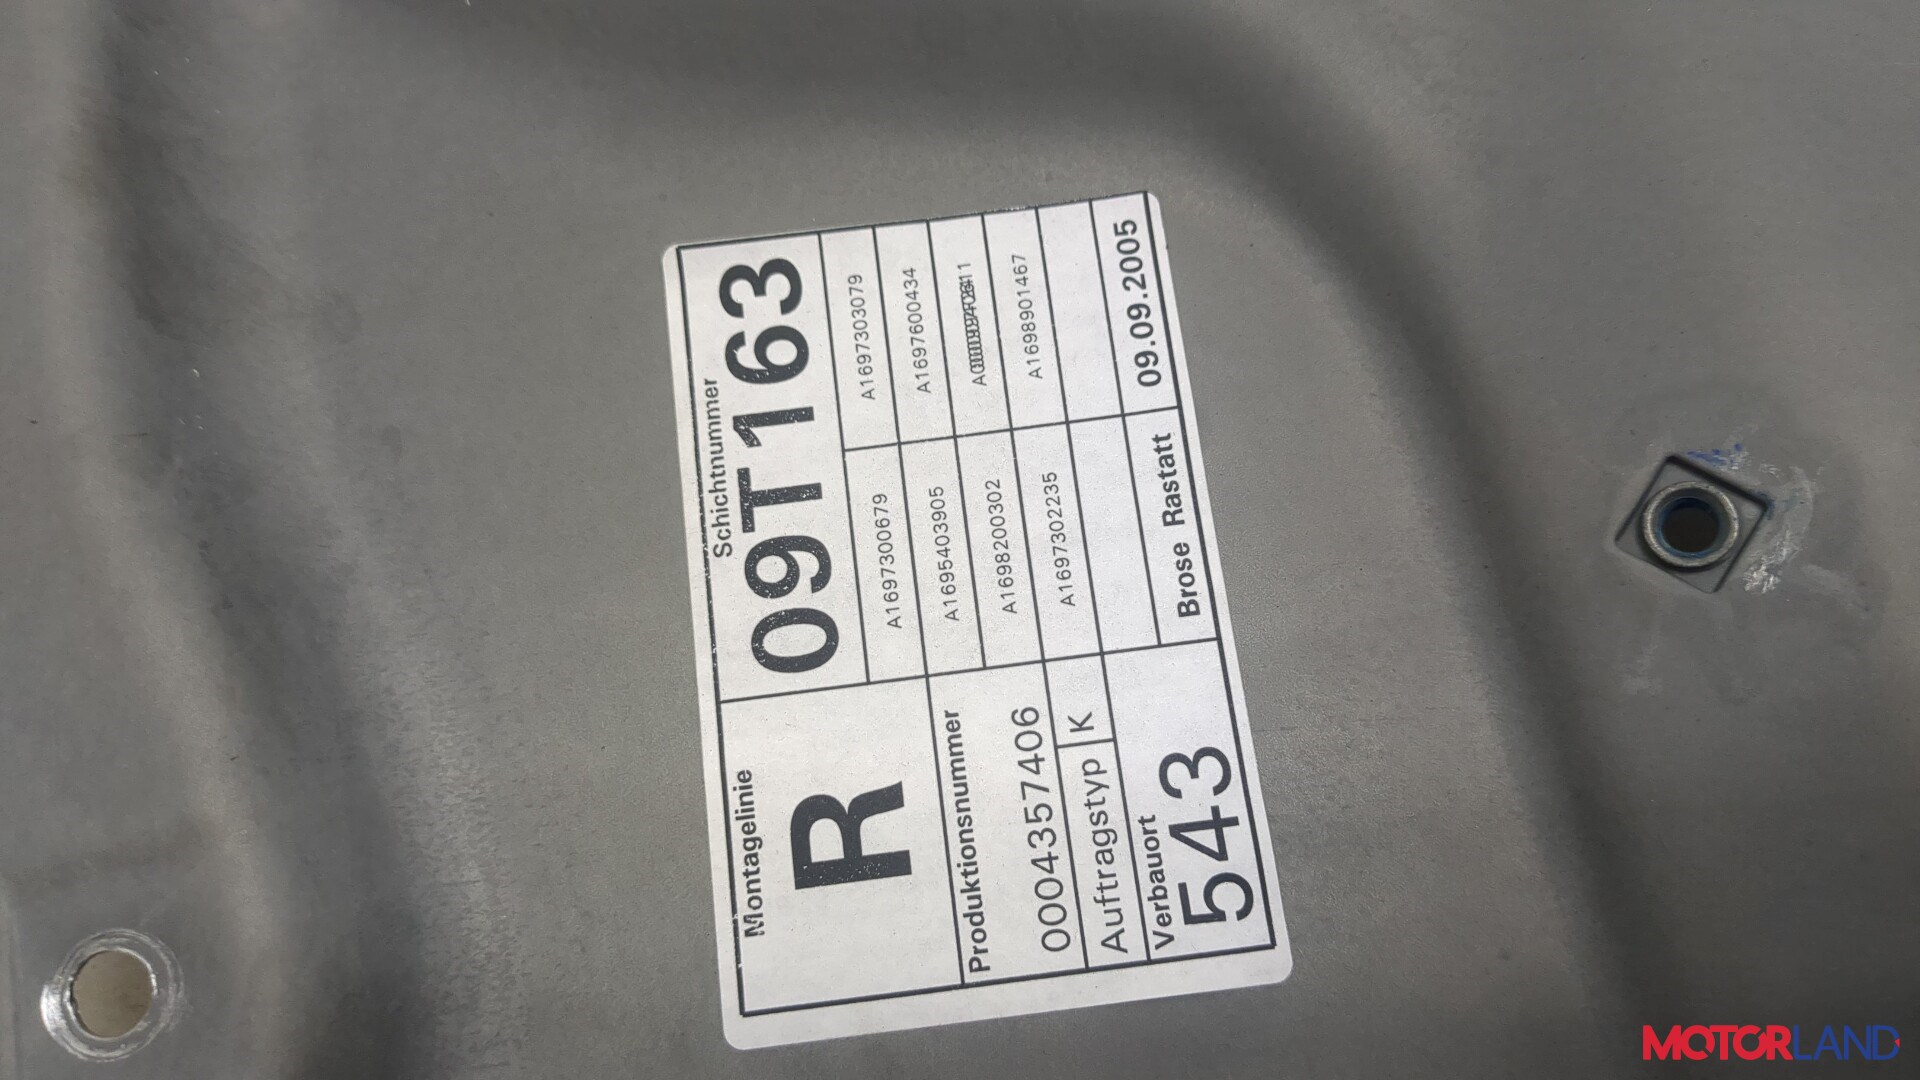 Montagelinie
R
Schichtnummer
09T163
A1697300679
A1697303079
A1695403905
A1697600434
A1698200302
A1697302235
A1698901467
Produktionsnummer
0004357406
Auftragstyp K
Verbauort
543
Brose Rastatt
09.09.2005
MOTORLAND